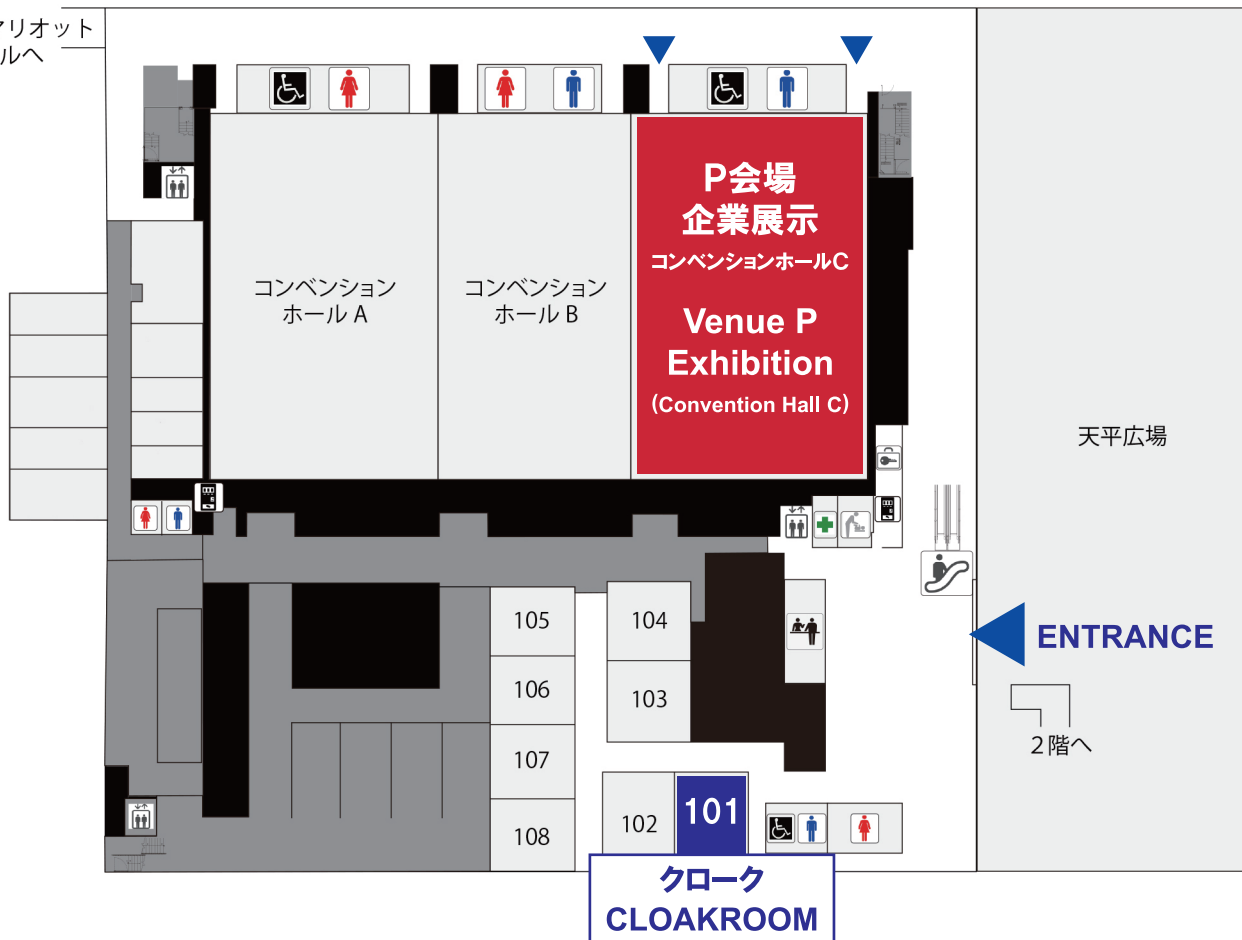 アリオット
ルへ
P会場
企業展示
コンベンションホールC
Venue P
Exhibition
(Convention Hall C)
コンベンション
ホール A
コンベンション
ホール B
天平広場
ENTRANCE
2階へ
105
104
106
103
107
108
102
101
クローク
CLOAKROOM